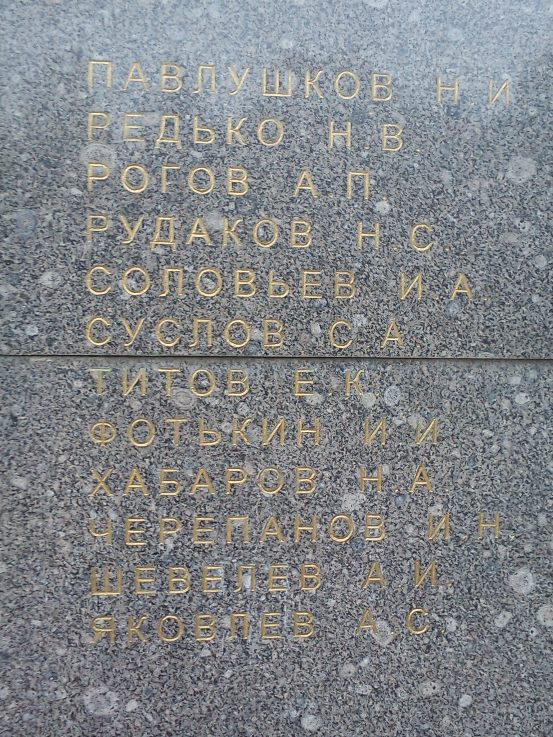 ПАВЛУШКОВ Н.И.
РЕДЬКО Н.В.
РОГОВ А.П.
РУДАКОВ Н.С.
СОЛОВЬЕВ И.А.
СУСЛОВ С.А.
ТИТОВ Е.К.
ФОТЬКИН И.И.
ХАБАРОВ Н.А.
ЧЕРЕПАНОВ И.Н.
ШЕВЕЛЕВ А.И.
ЯКОВЛЕВ А.С.